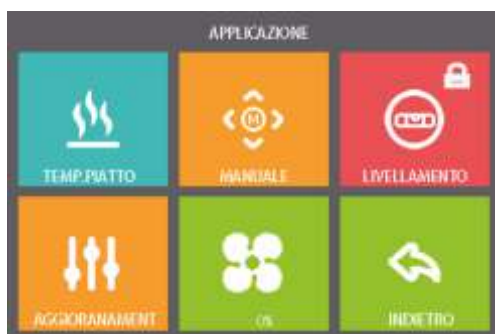 APPLICAZIONE
TEMP.PIATTO
MANUALE
LIVELLAMENTO
AGGIORANAMENT
0%
INDIETRO